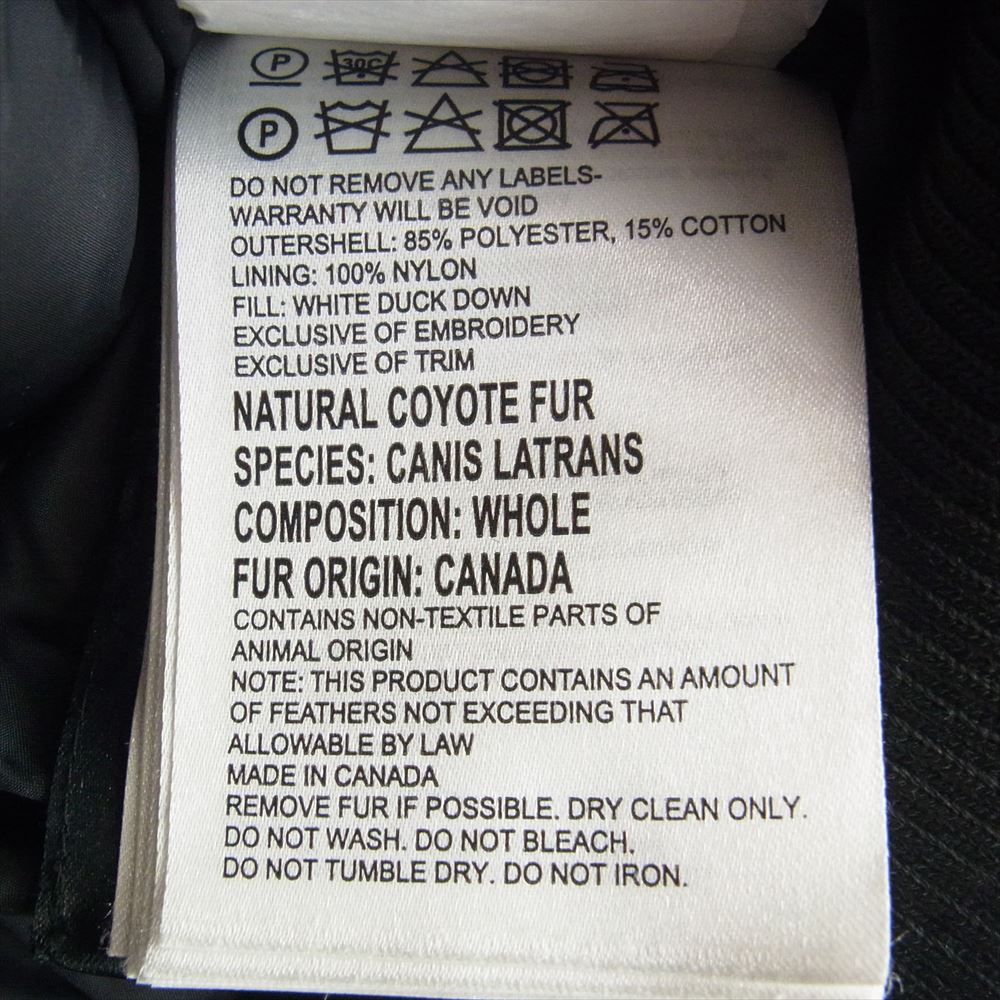 P 30C
P
DO NOT REMOVE ANY LABELS-
WARRANTY WILL BE VOID
OUTERSHELL: 85% POLYESTER, 15% COTTON
LINING: 100% NYLON
FILL: WHITE DUCK DOWN
EXCLUSIVE OF EMBROIDERY
EXCLUSIVE OF TRIM
NATURAL COYOTE FUR
SPECIES: CANIS LATRANS
COMPOSITION: WHOLE
FUR ORIGIN: CANADA
CONTAINS NON-TEXTILE PARTS OF
ANIMAL ORIGIN
NOTE: THIS PRODUCT CONTAINS AN AMOUNT
OF FEATHERS NOT EXCEEDING THAT
ALLOWABLE BY LAW
MADE IN CANADA
REMOVE FUR IF POSSIBLE. DRY CLEAN ONLY.
DO NOT WASH. DO NOT BLEACH.
DO NOT TUMBLE DRY. DO NOT IRON.